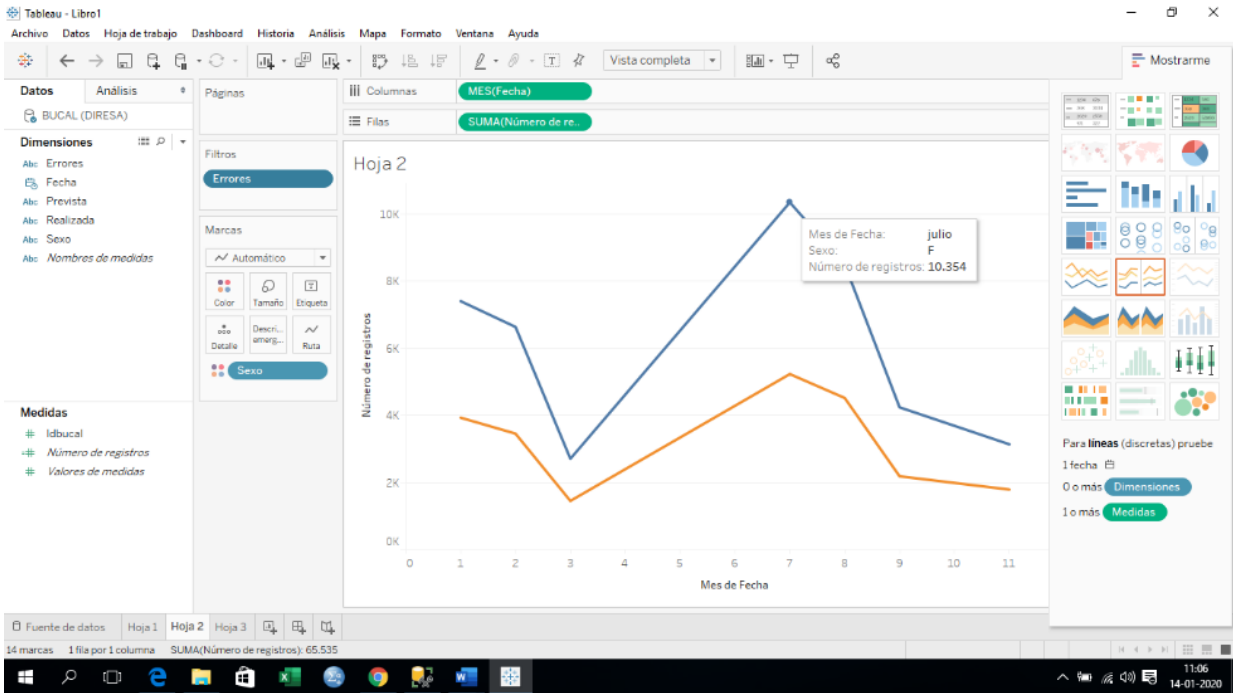 Tableau - Libro1
Archivo Datos Hoja de trabajo Dashboard Historia Análisis Mapa Formato Ventana Ayuda
Vista completa
Mostrarme
Datos Análisis
BUCAL (DIRESA)
Dimensiones
Abc Errores
Fecha
Abc Prevista
Abc Realizada
Abc Sexo
Abc Nombres de medidas
Medidas
# Idbucal
# Número de registros
# Valores de medidas
Páginas
Filtros
Errores
Marcas
Automático
Color Tamaño Etiqueta
Detalle Descri... emerg... Ruta
Sexo
Columnas MES(Fecha)
Filas SUMA(Número de re..
Hoja 2
Número de registros
10K
8K
6K
4K
2K
0K
0 1 2 3 4 5 6 7 8 9 10 11
Mes de Fecha
Mes de Fecha: julio
Sexo: F
Número de registros: 10.354
Para líneas (discretas) pruebe
1 fecha
0 o más Dimensiones
1 o más Medidas
Fuente de datos Hoja 1 Hoja 2 Hoja 3
14 marcas 1 fila por 1 columna SUMA(Número de registros): 65.535
11:06
14-01-2020